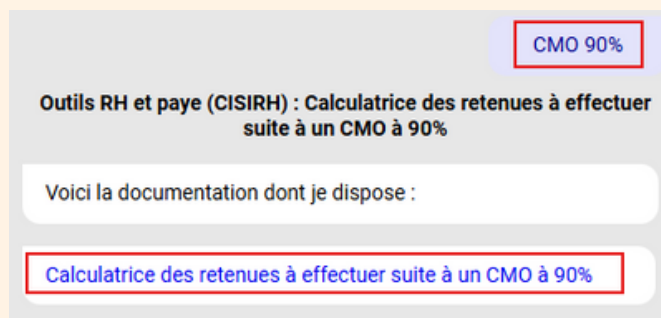 CMO 90%
Outils RH et paye (CISIRH) : Calculatrice des retenues à effectuer
suite à un CMO à 90%
Voici la documentation dont je dispose :
Calculatrice des retenues à effectuer suite à un CMO à 90%